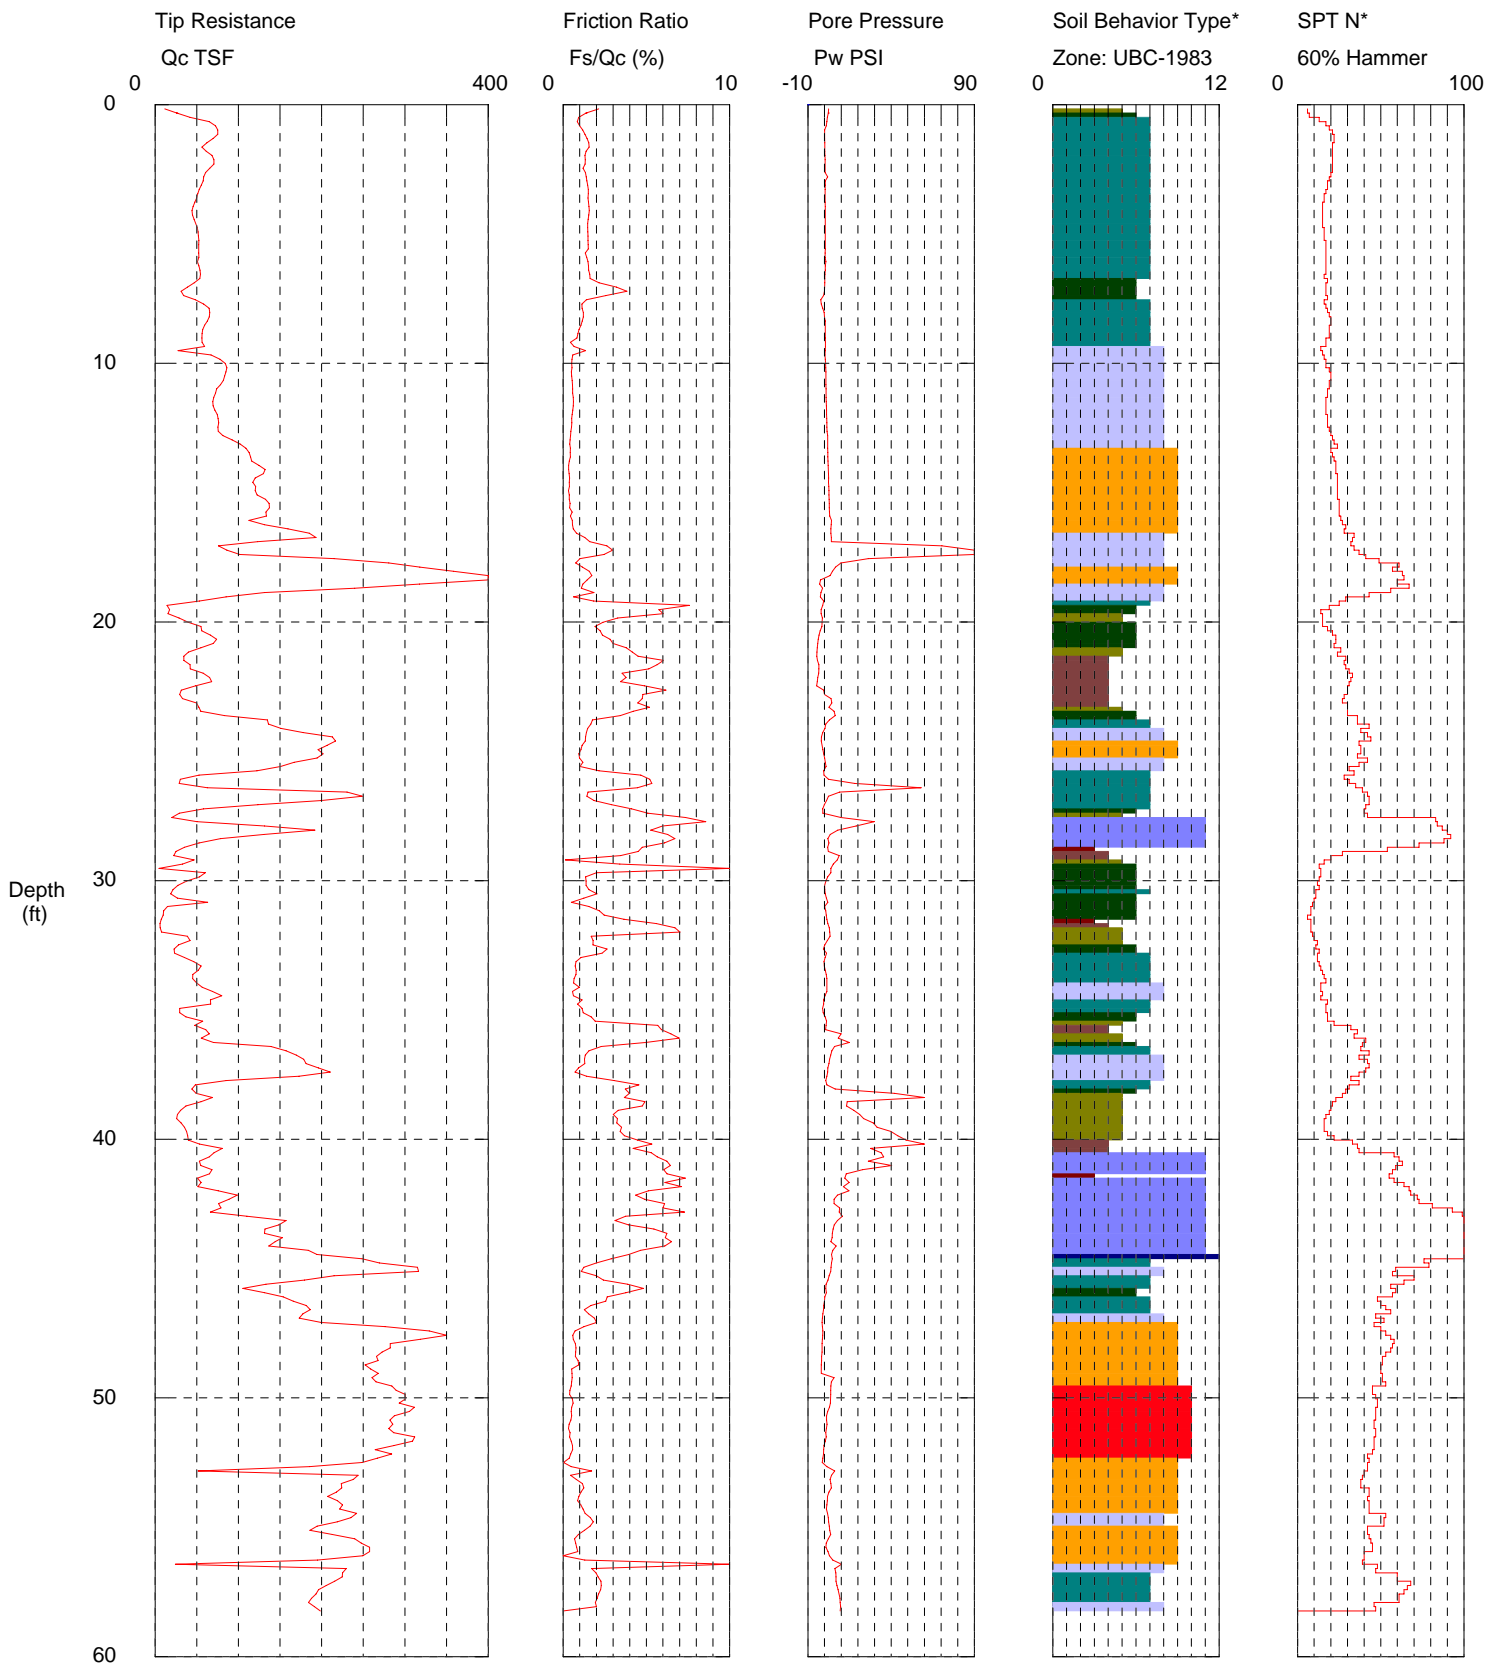 Tip Resistance
Qc TSF
0 400
Friction Ratio
Fs/Qc (%)
0 10
Pore Pressure
Pw PSI
-10 90
Soil Behavior Type*
Zone: UBC-1983
0 12
SPT N*
60% Hammer
0 100
0
10
20
30
40
50
60
Depth
(ft)